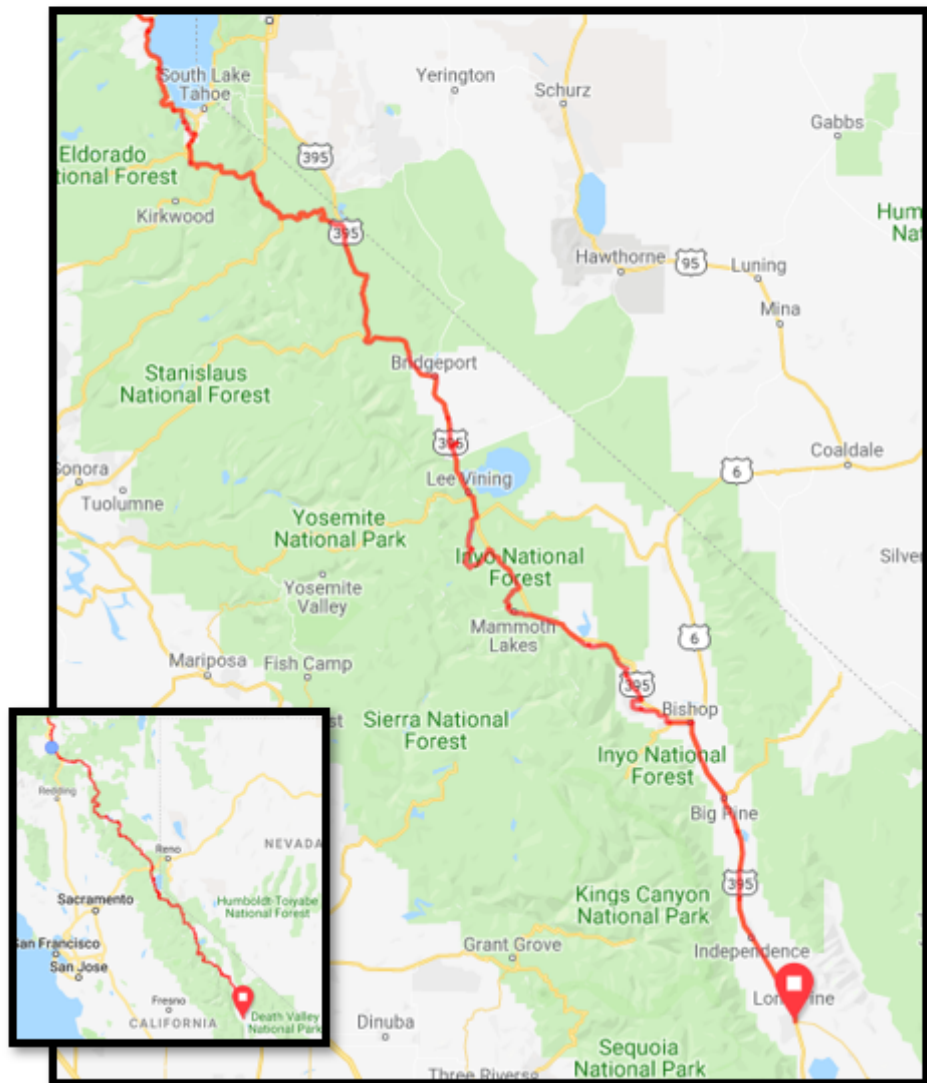 South Lake
Tahoe
Yerington
Schurz
Gabbs
395
Eldorado
tional Forest
Kirkwood
Hum
Nat
395
Hawthorne
95
Luning
Mina
Bridgeport
Stanislaus
National Forest
395
Coaldale
6
Sonora
Lee Vining
Tuolumne
Yosemite
National Park
Inyo National
Forest
Silver
Yosemite
Valley
Mammoth
Lakes
6
Mariposa
Fish Camp
395
Bishop
Sierra National
Forest
Inyo National
Forest
Big Pine
395
Kings Canyon
National Park
Grant Grove
Independence
Lone Pine
Dinuba
Sequoia
National Park
Three Rivers
Redding
Reno
NEVADA
Humboldt-Toiyabe
National Forest
Sacramento
San Francisco
San Jose
Fresno
CALIFORNIA
Death Valley
National Park